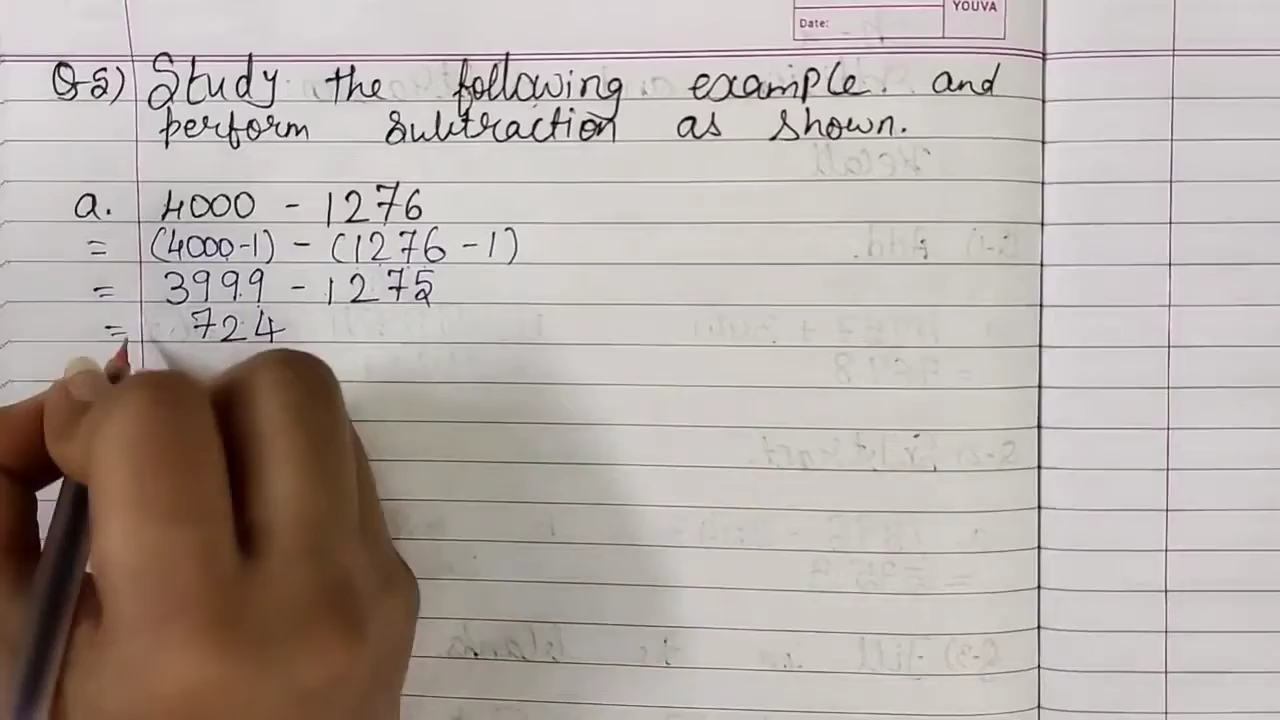 YOUVA
Date:
Q-5) Study the following example. and
perform subtraction as shown.
a. 4000 - 1276
= (4000-1) - (1276 - 1)
= 3999 - 1275
= 724